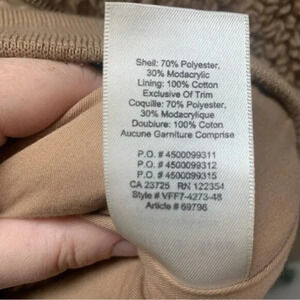 Shell: 70% Polyester,
30% Modacrylic
Lining: 100% Cotton
Exclusive Of Trim
Coquille: 70% Polyester,
30% Modacrylique
Doublure: 100% Coton
Aucune Garniture Comprise
P.O. # 4500099311
P.O. # 4500099312
P.O. # 4500099315
CA 23725 RN 122354
Style # VFF7-4273-48
Article # 69796